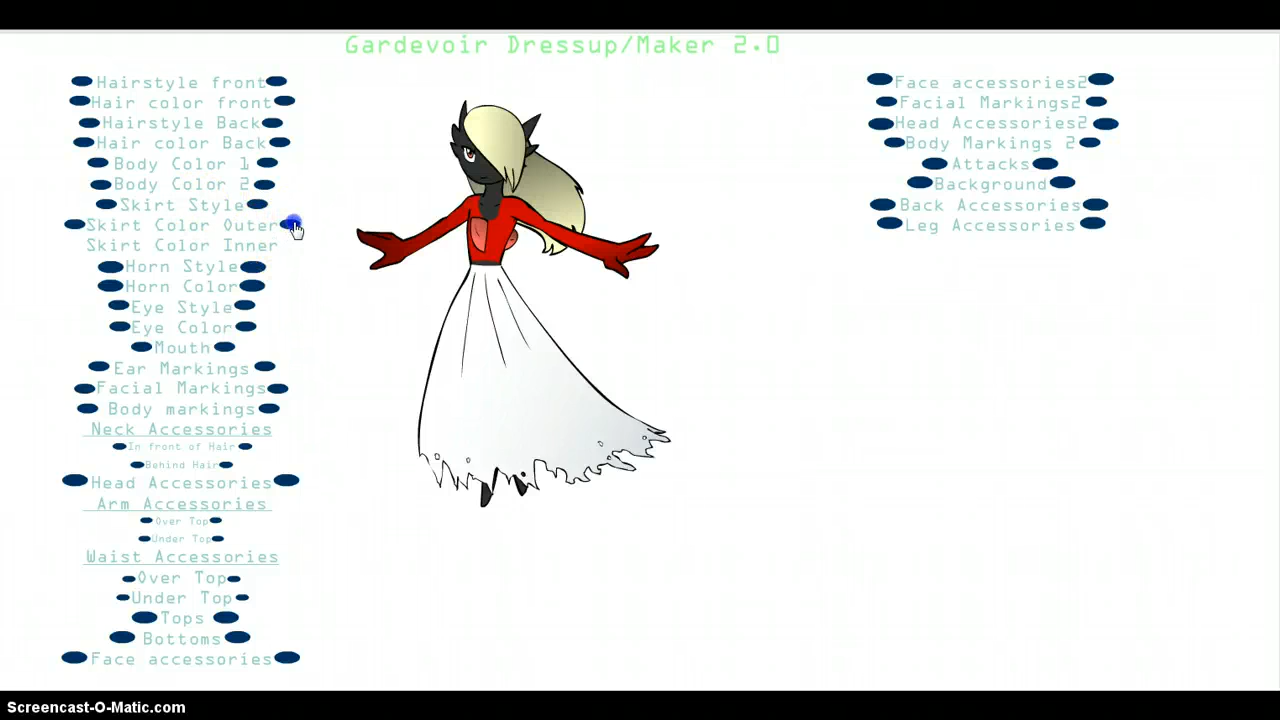 Gardevoir Dressup/Maker 2.0
Hairstyle front
Hair color front
Hairstyle Back
Hair color Back
Body Color 1
Body Color 2
Skirt Style
Skirt Color Outer
Skirt Color Inner
Horn Style
Horn Color
Eye Style
Eye Color
Mouth
Ear Markings
Facial Markings
Body markings
Neck Accessories
In front of Hair
Behind Hair
Head Accessories
Arm Accessories
Over Top
Under Top
Waist Accessories
Over Top
Under Top
Tops
Bottoms
Face accessories
Face accessories2
Facial Markings2
Head Accessories2
Body Markings 2
Attacks
Background
Back Accessories
Leg Accessories
Screencast-O-Matic.com